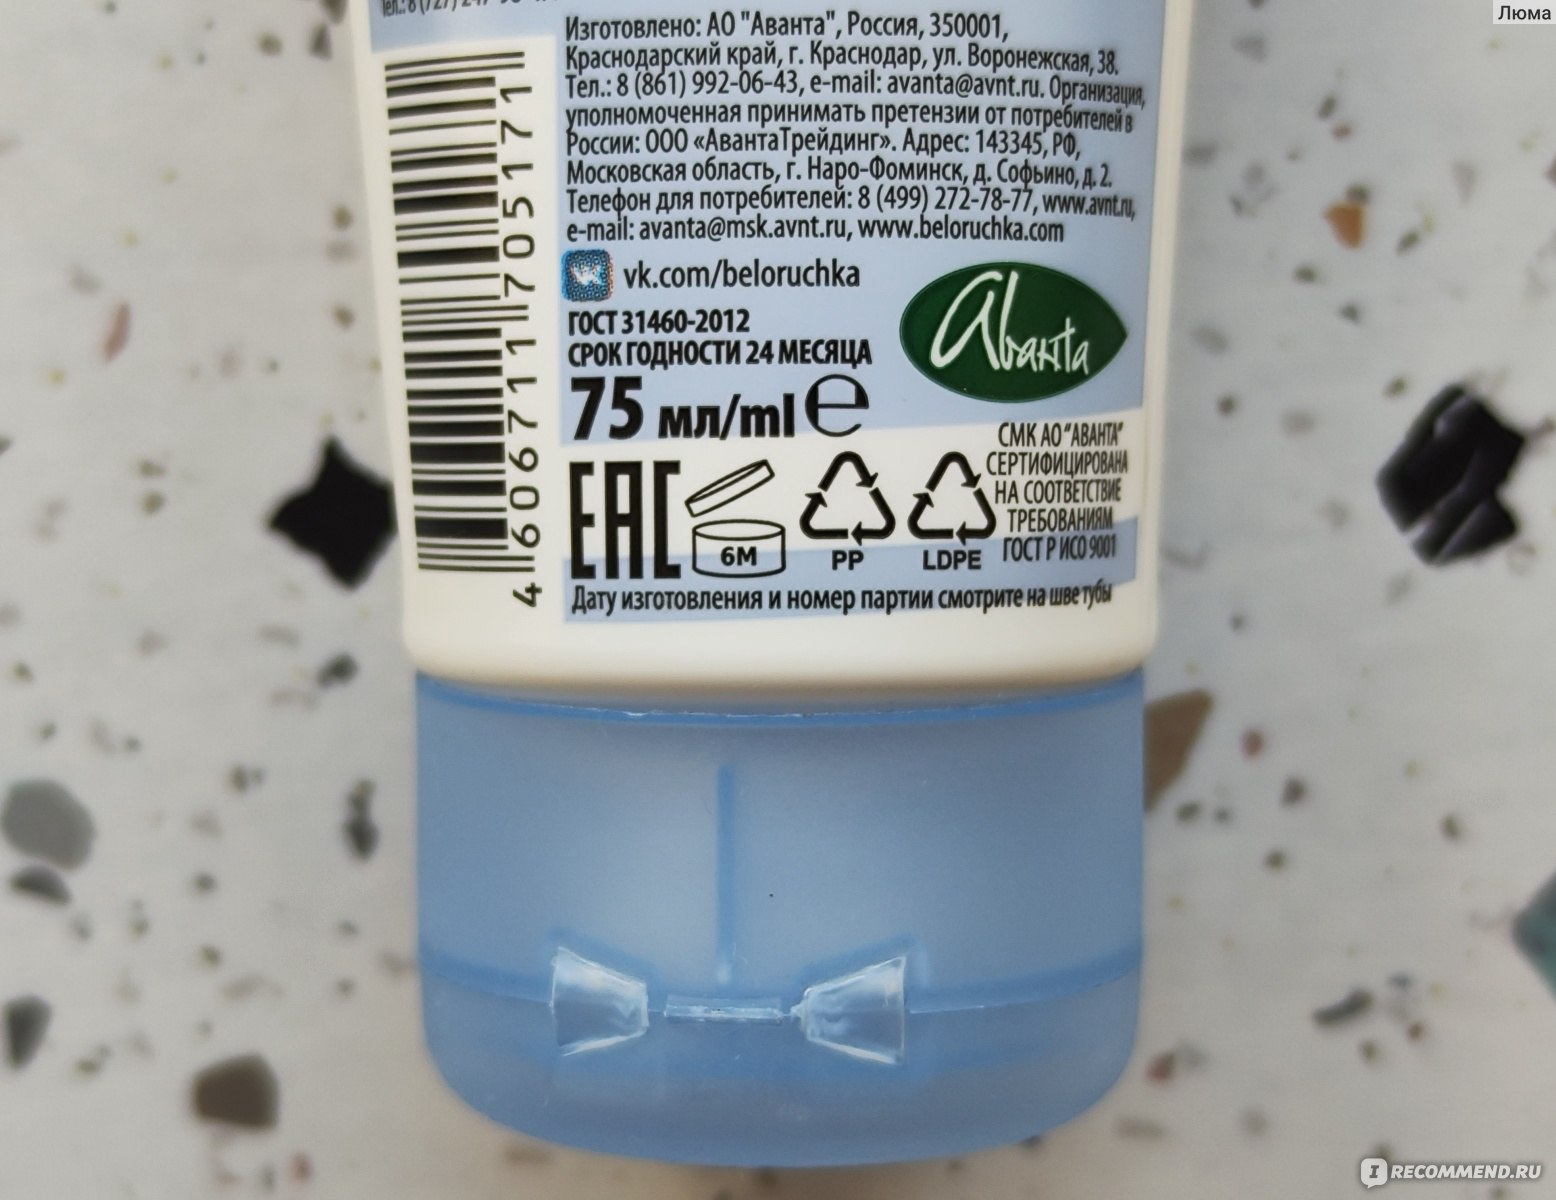 Люма
Изготовлено: АО "Аванта", Россия, 350001,
Краснодарский край, г. Краснодар, ул. Воронежская, 38.
Тел.: 8 (861) 992-06-43, e-mail: avanta@avnt.ru. Организация,
уполномоченная принимать претензии от потребителей в
России: ООО «АвантаТрейдинг». Адрес: 143345, РФ,
Московская область, г. Наро-Фоминск, д. Софьино, д. 2.
Телефон для потребителей: 8 (499) 272-78-77, www.avnt.ru,
e-mail: avanta@msk.avnt.ru, www.beloruchka.com
vk.com/beloruchka
ГОСТ 31460-2012
СРОК ГОДНОСТИ 24 МЕСЯЦА
Аванта
75 мл/ml e
СМК АО "АВАНТА"
СЕРТИФИЦИРОВАНА
НА СООТВЕТСТВИЕ
ТРЕБОВАНИЯМ
ГОСТ Р ИСО 9001
EAC
6M
PP
LDPE
Дату изготовления и номер партии смотрите на шве тубы
4 606711 705171
IRECOMMEND.RU